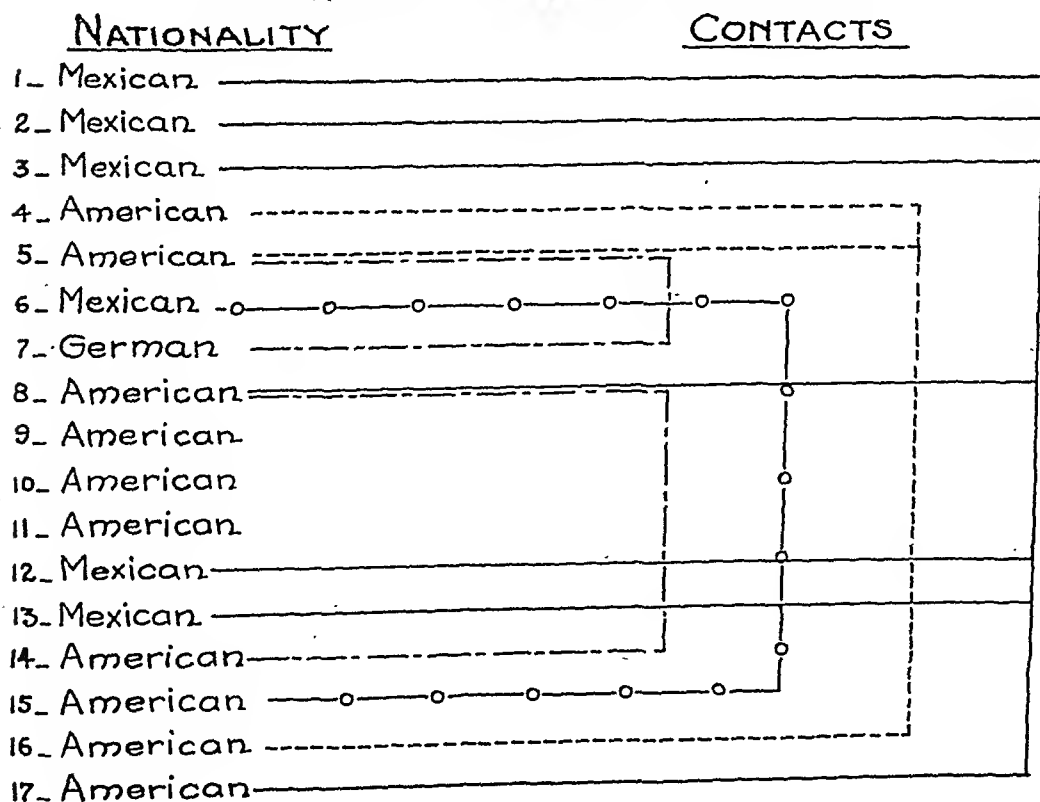 NATIONALITY CONTACTS
1_ Mexican
2_ Mexican
3_ Mexican
4_ American
5_ American
6_ Mexican
7_ German
8_ American
9_ American
10_ American
11_ American
12_ Mexican
13_ Mexican
14_ American
15_ American
16_ American
17_ American